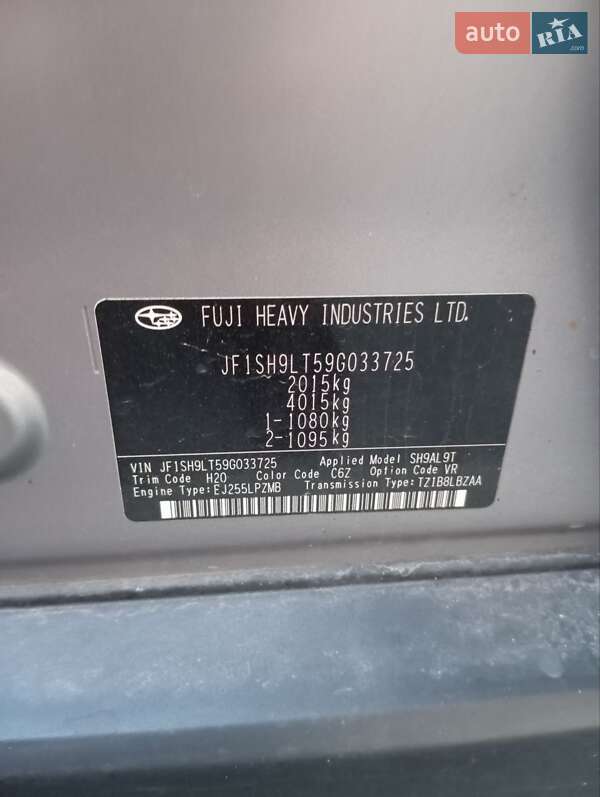 auto RIA .com
FUJI HEAVY INDUSTRIES LTD.
JF1SH9LT59G033725
2015kg
4015kg
1-1080kg
2-1095kg
VIN JF1SH9LT59G033725 Applied Model SH9AL9T
Trim Code H20 Color Code C6Z Option Code VR
Engine Type: EJ255LPZMB Transmission Type: TZ1B8LBZAA